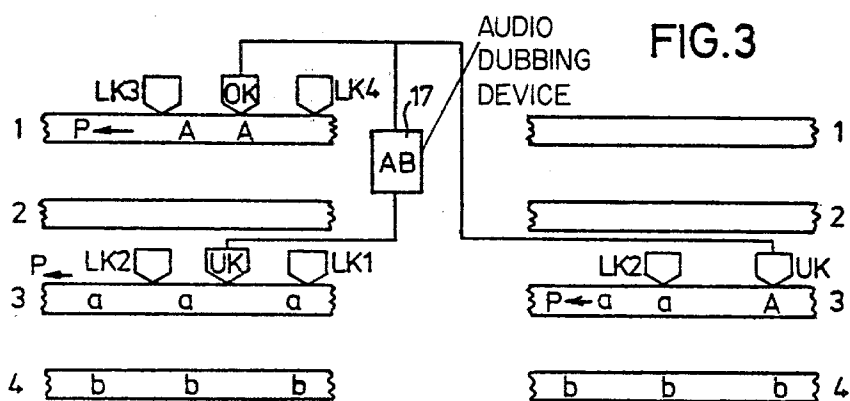 AUDIO
DUBBING
DEVICE
FIG.3
LK3 OK LK4 17
1 P A A 1
AB
2 2
P LK2 UK LK1 LK2 UK
3 a a a P a a A 3
4 b b b b b b 4